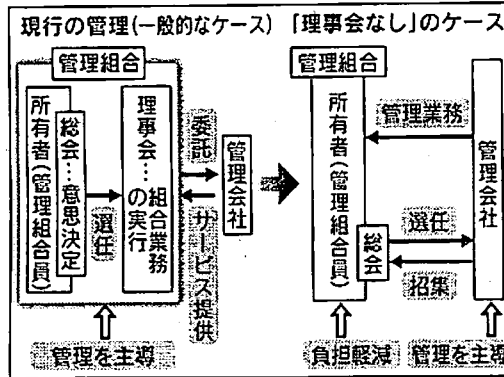 現行の管理(一般的なケース)
管理組合
所有者(管理組合員)
総会…意思決定
選任
理事会…組合業務
の実行
委託
サービス提供
管理会社
管理を主導
「理事会なし」のケース
管理組合
所有者(管理組合員)
総会
管理業務
選任
招集
管理会社
負担軽減
管理を主導